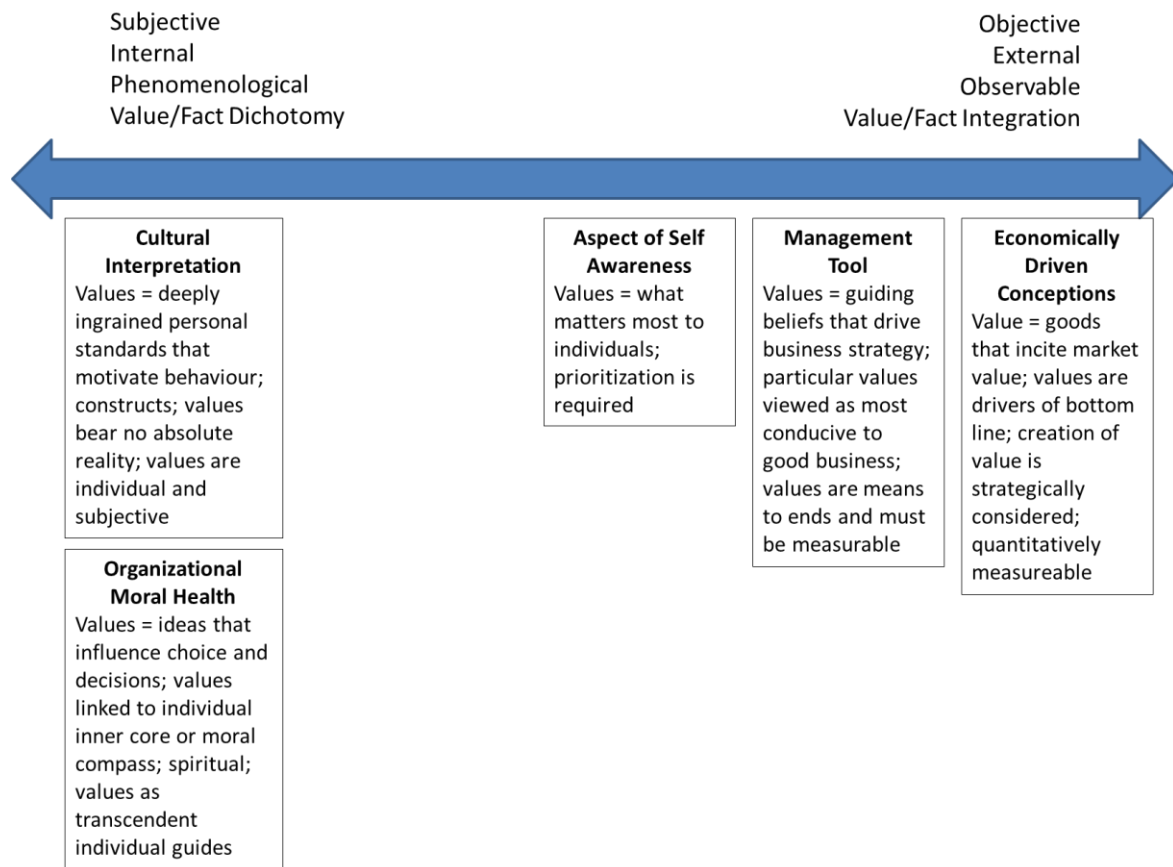 Subjective
Internal
Phenomenological
Value/Fact Dichotomy
Objective
External
Observable
Value/Fact Integration
Cultural
Interpretation
Values = deeply
ingrained personal
standards that
motivate behaviour;
constructs; values
bear no absolute
reality; values are
individual and
subjective
Organizational
Moral Health
Values = ideas that
influence choice and
decisions; values
linked to individual
inner core or moral
compass; spiritual;
values as
transcendent
individual guides
Aspect of Self
Awareness
Values = what
matters most to
individuals;
prioritization is
required
Management
Tool
Values = guiding
beliefs that drive
business strategy;
particular values
viewed as most
conducive to
good business;
values are means
to ends and must
be measurable
Economically
Driven
Conceptions
Value = goods
that incite market
value; values are
drivers of bottom
line; creation of
value is
strategically
considered;
quantitatively
measureable